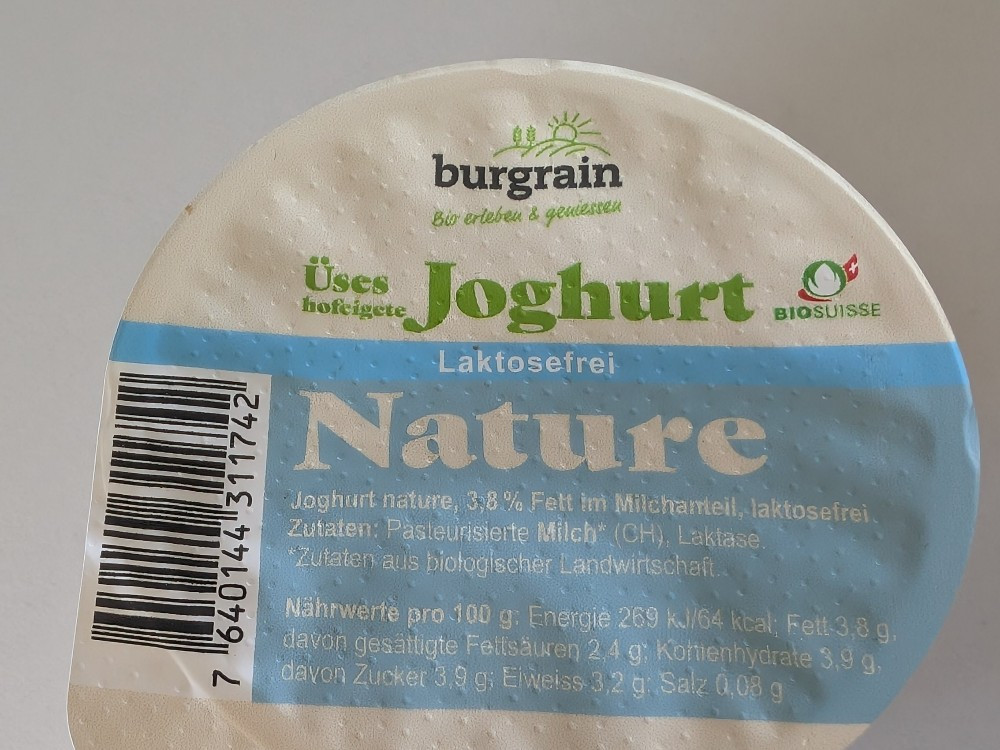 burgrain
Bio erleben & geniessen
Üses
hofeigete
Joghurt
BIOSUISSE
Laktosefrei
Nature
Joghurt nature, 3,8% Fett im Milchanteil, laktosefrei
Zutaten: Pasteurisierte Milch* (CH), Laktase.
*Zutaten aus biologischer Landwirtschaft.
Nährwerte pro 100 g: Energie 269 kJ/64 kcal; Fett 3,8 g,
davon gesättigte Fettsäuren 2,4 g; Kohlenhydrate 3,9 g,
davon Zucker 3,9 g; Eiweiss 3,2 g; Salz 0,08 g
7 640144 311742